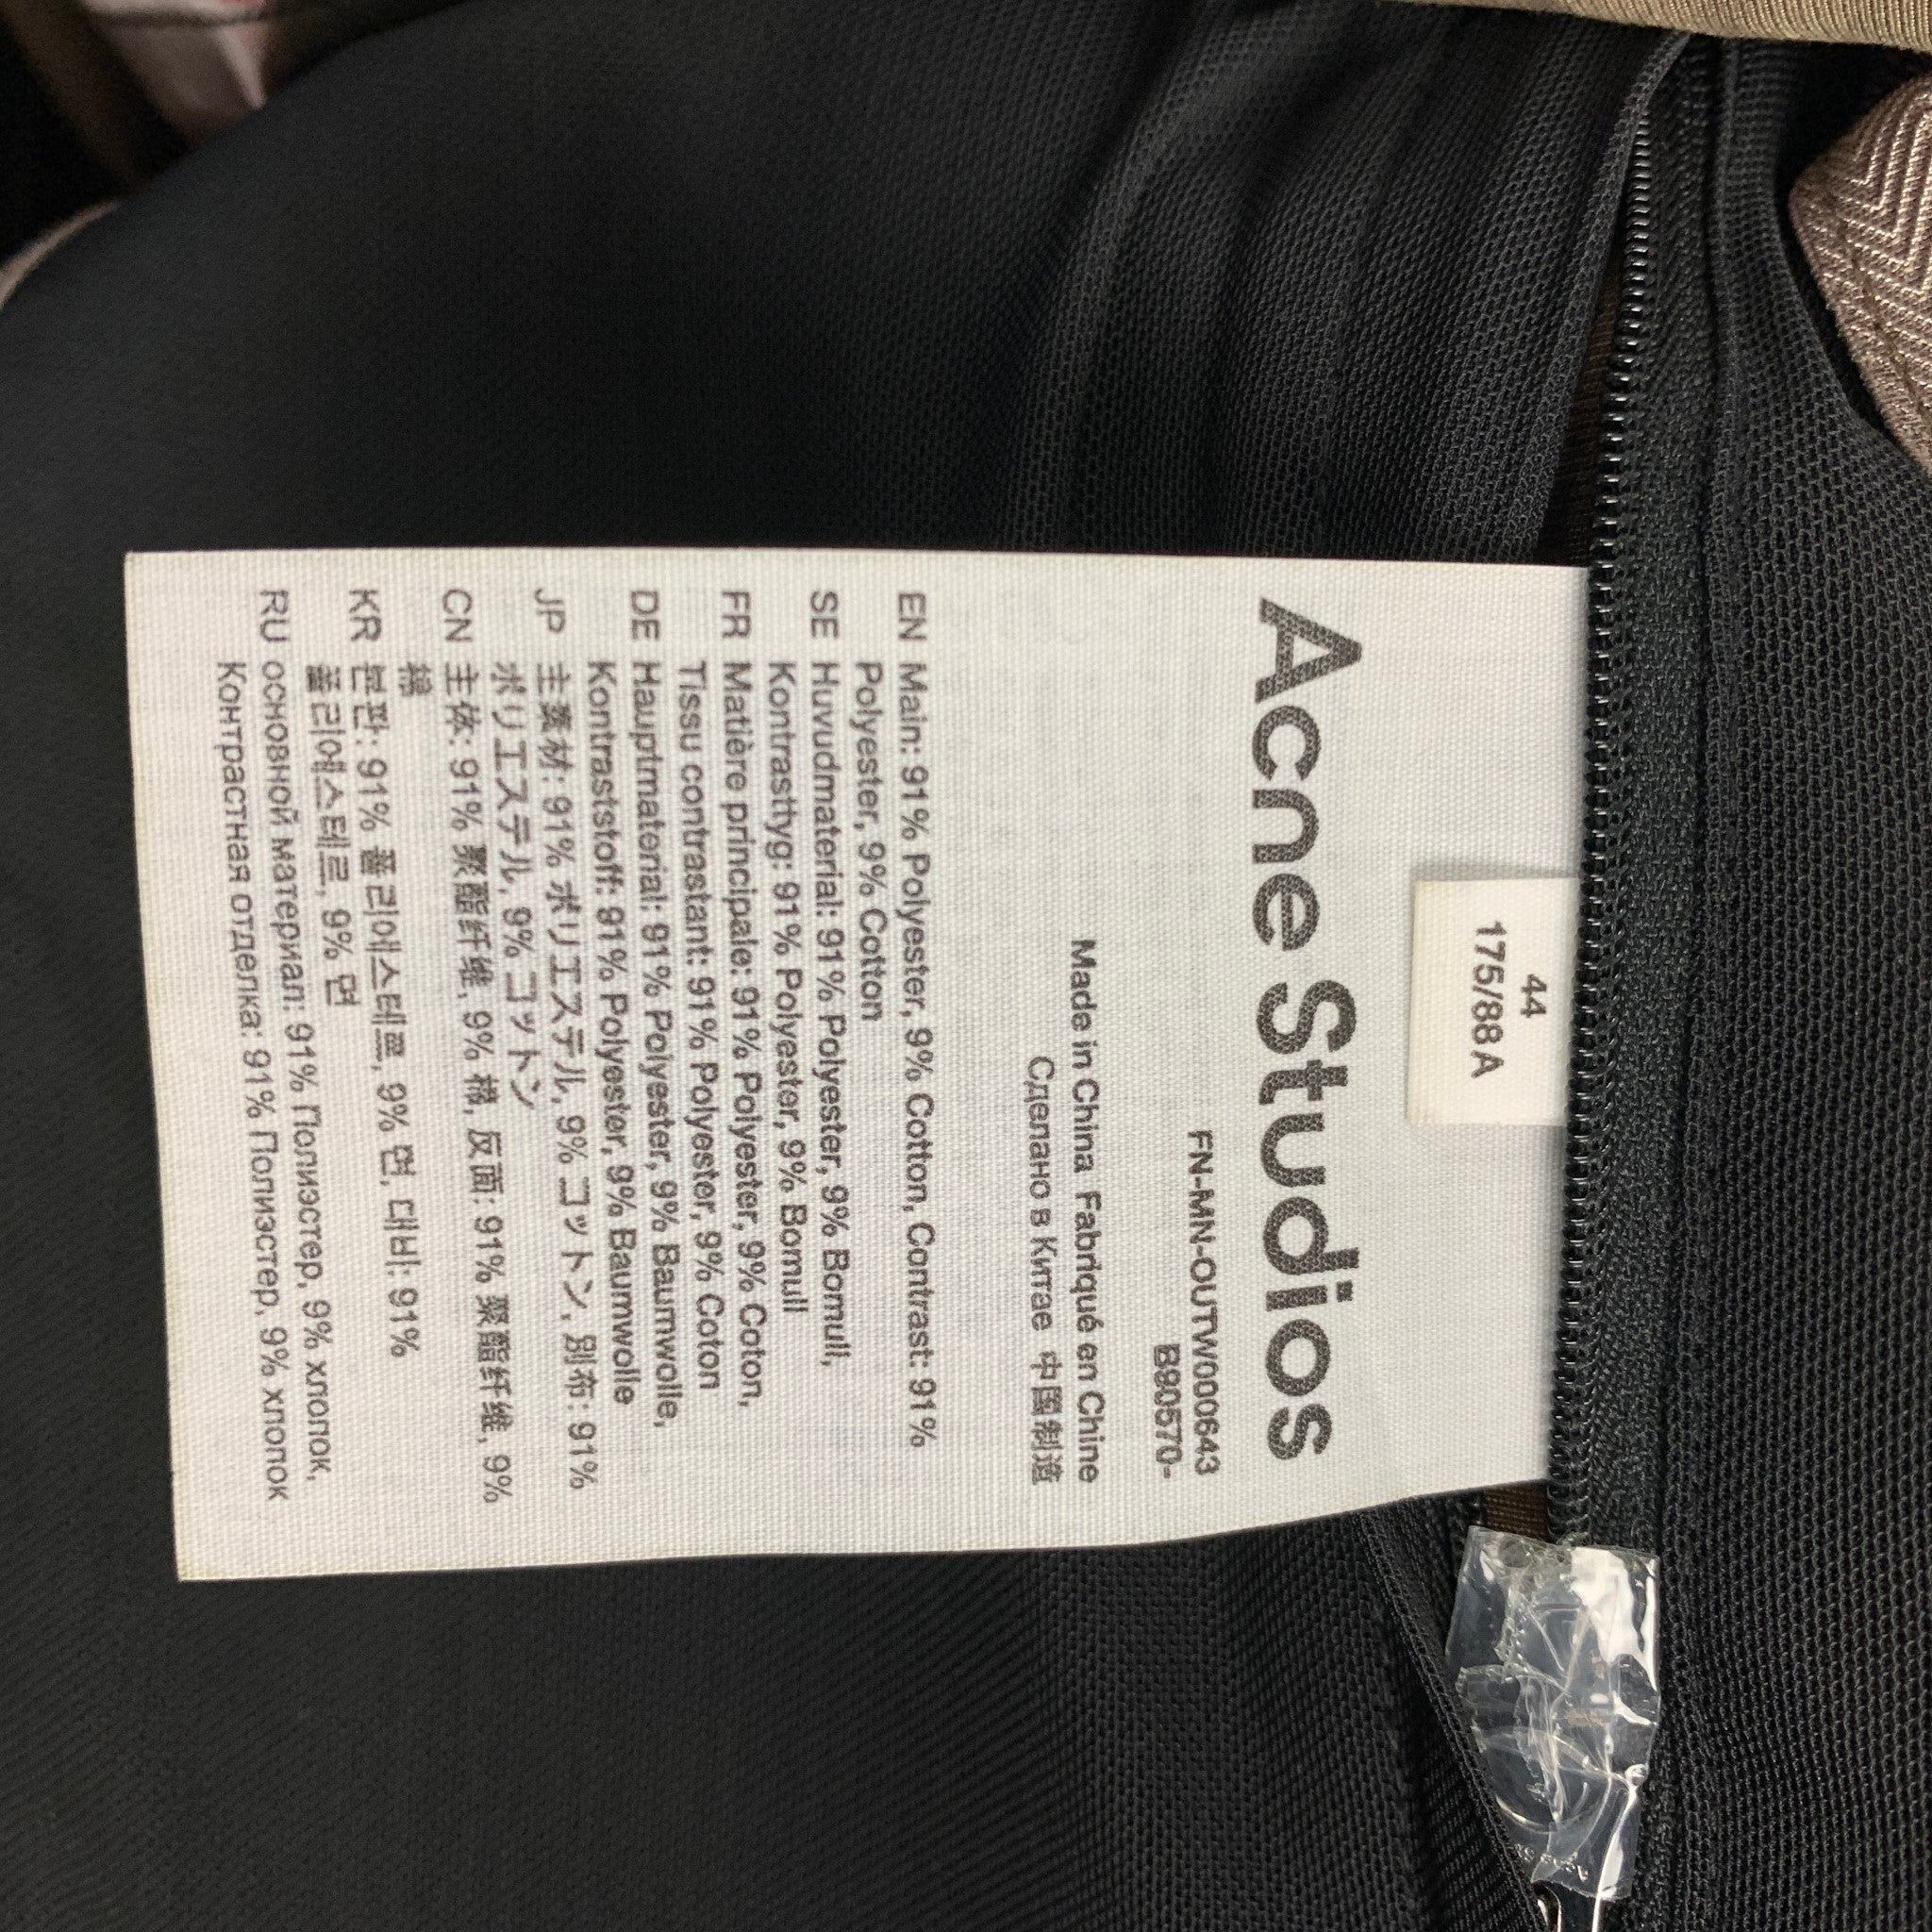 44
175/88A
Acne Studios
FN-MN-OUTW000643
B90570-
Made in China Fabriqué en Chine
Сделано в Китае 中国制造
EN Main: 91% Polyester, 9% Cotton, Contrast: 91%
Polyester, 9% Cotton
SE Huvudmaterial: 91% Polyester, 9% Bomull,
Kontrasttyg: 91% Polyester, 9% Bomull
FR Matière principale: 91% Polyester, 9% Coton,
Tissu contrastant: 91% Polyester, 9% Coton
DE Hauptmaterial: 91% Polyester, 9% Baumwolle,
Kontraststoff: 91% Polyester, 9% Baumwolle
JP 主素材: 91% ポリエステル, 9% コットン, 別布: 91%
ポリエステル, 9% コットン
CN 主体: 91% 聚酯纤维, 9% 棉, 反面: 91% 聚酯纤维, 9%
棉
KR 본판: 91% 폴리에스테르, 9% 면, 대비: 91%
폴리에스테르, 9% 면
RU основной материал: 91% Полиэстер, 9% хлопок,
Контрастная отделка: 91% Полиэстер, 9% хлопок